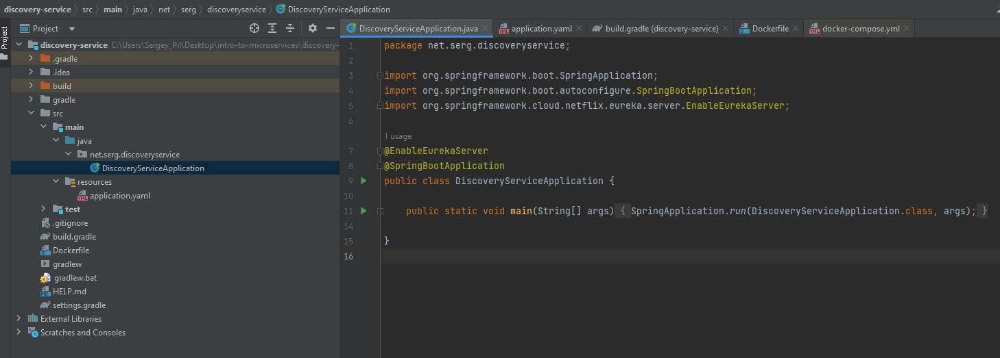 discovery-service src main java net serg discoveryservice DiscoveryServiceApplication
Project
Project
DiscoveryServiceApplication.java application.yaml build.gradle (discovery-service) Dockerfile docker-compose.yml
discovery-service C:\Users\Sergey_Pil\Desktop\intro-to-microservices\discovery-
.gradle
.idea
build
gradle
src
main
java
net.serg.discoveryservice
DiscoveryServiceApplication
resources
application.yaml
test
.gitignore
build.gradle
Dockerfile
gradlew
gradlew.bat
HELP.md
settings.gradle
External Libraries
Scratches and Consoles
1 package net.serg.discoveryservice;
2
3 import org.springframework.boot.SpringApplication;
4 import org.springframework.boot.autoconfigure.SpringBootApplication;
5 import org.springframework.cloud.netflix.eureka.server.EnableEurekaServer;
6
1 usage
7 @EnableEurekaServer
8 @SpringBootApplication
9 public class DiscoveryServiceApplication {
10
11 public static void main(String[] args) { SpringApplication.run(DiscoveryServiceApplication.class, args); }
14
15 }
16